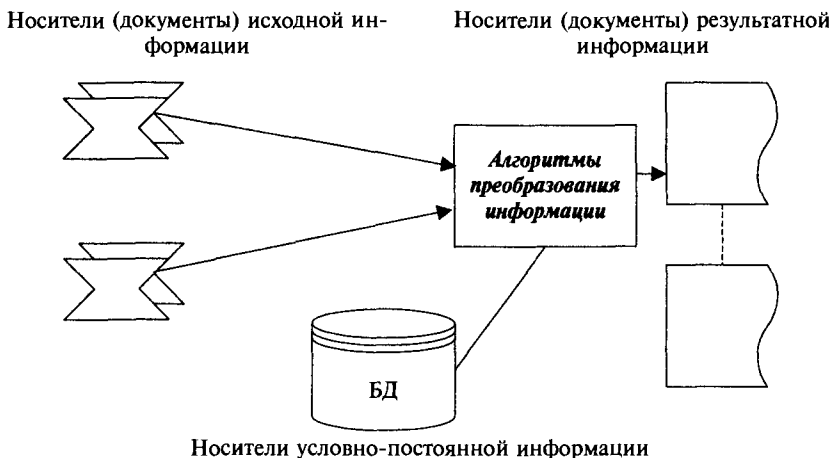 Носители (документы) исходной ин-
формации
Носители (документы) результатной
информации
Алгоритмы
преобразования
информации
БД
Носители условно-постоянной информации